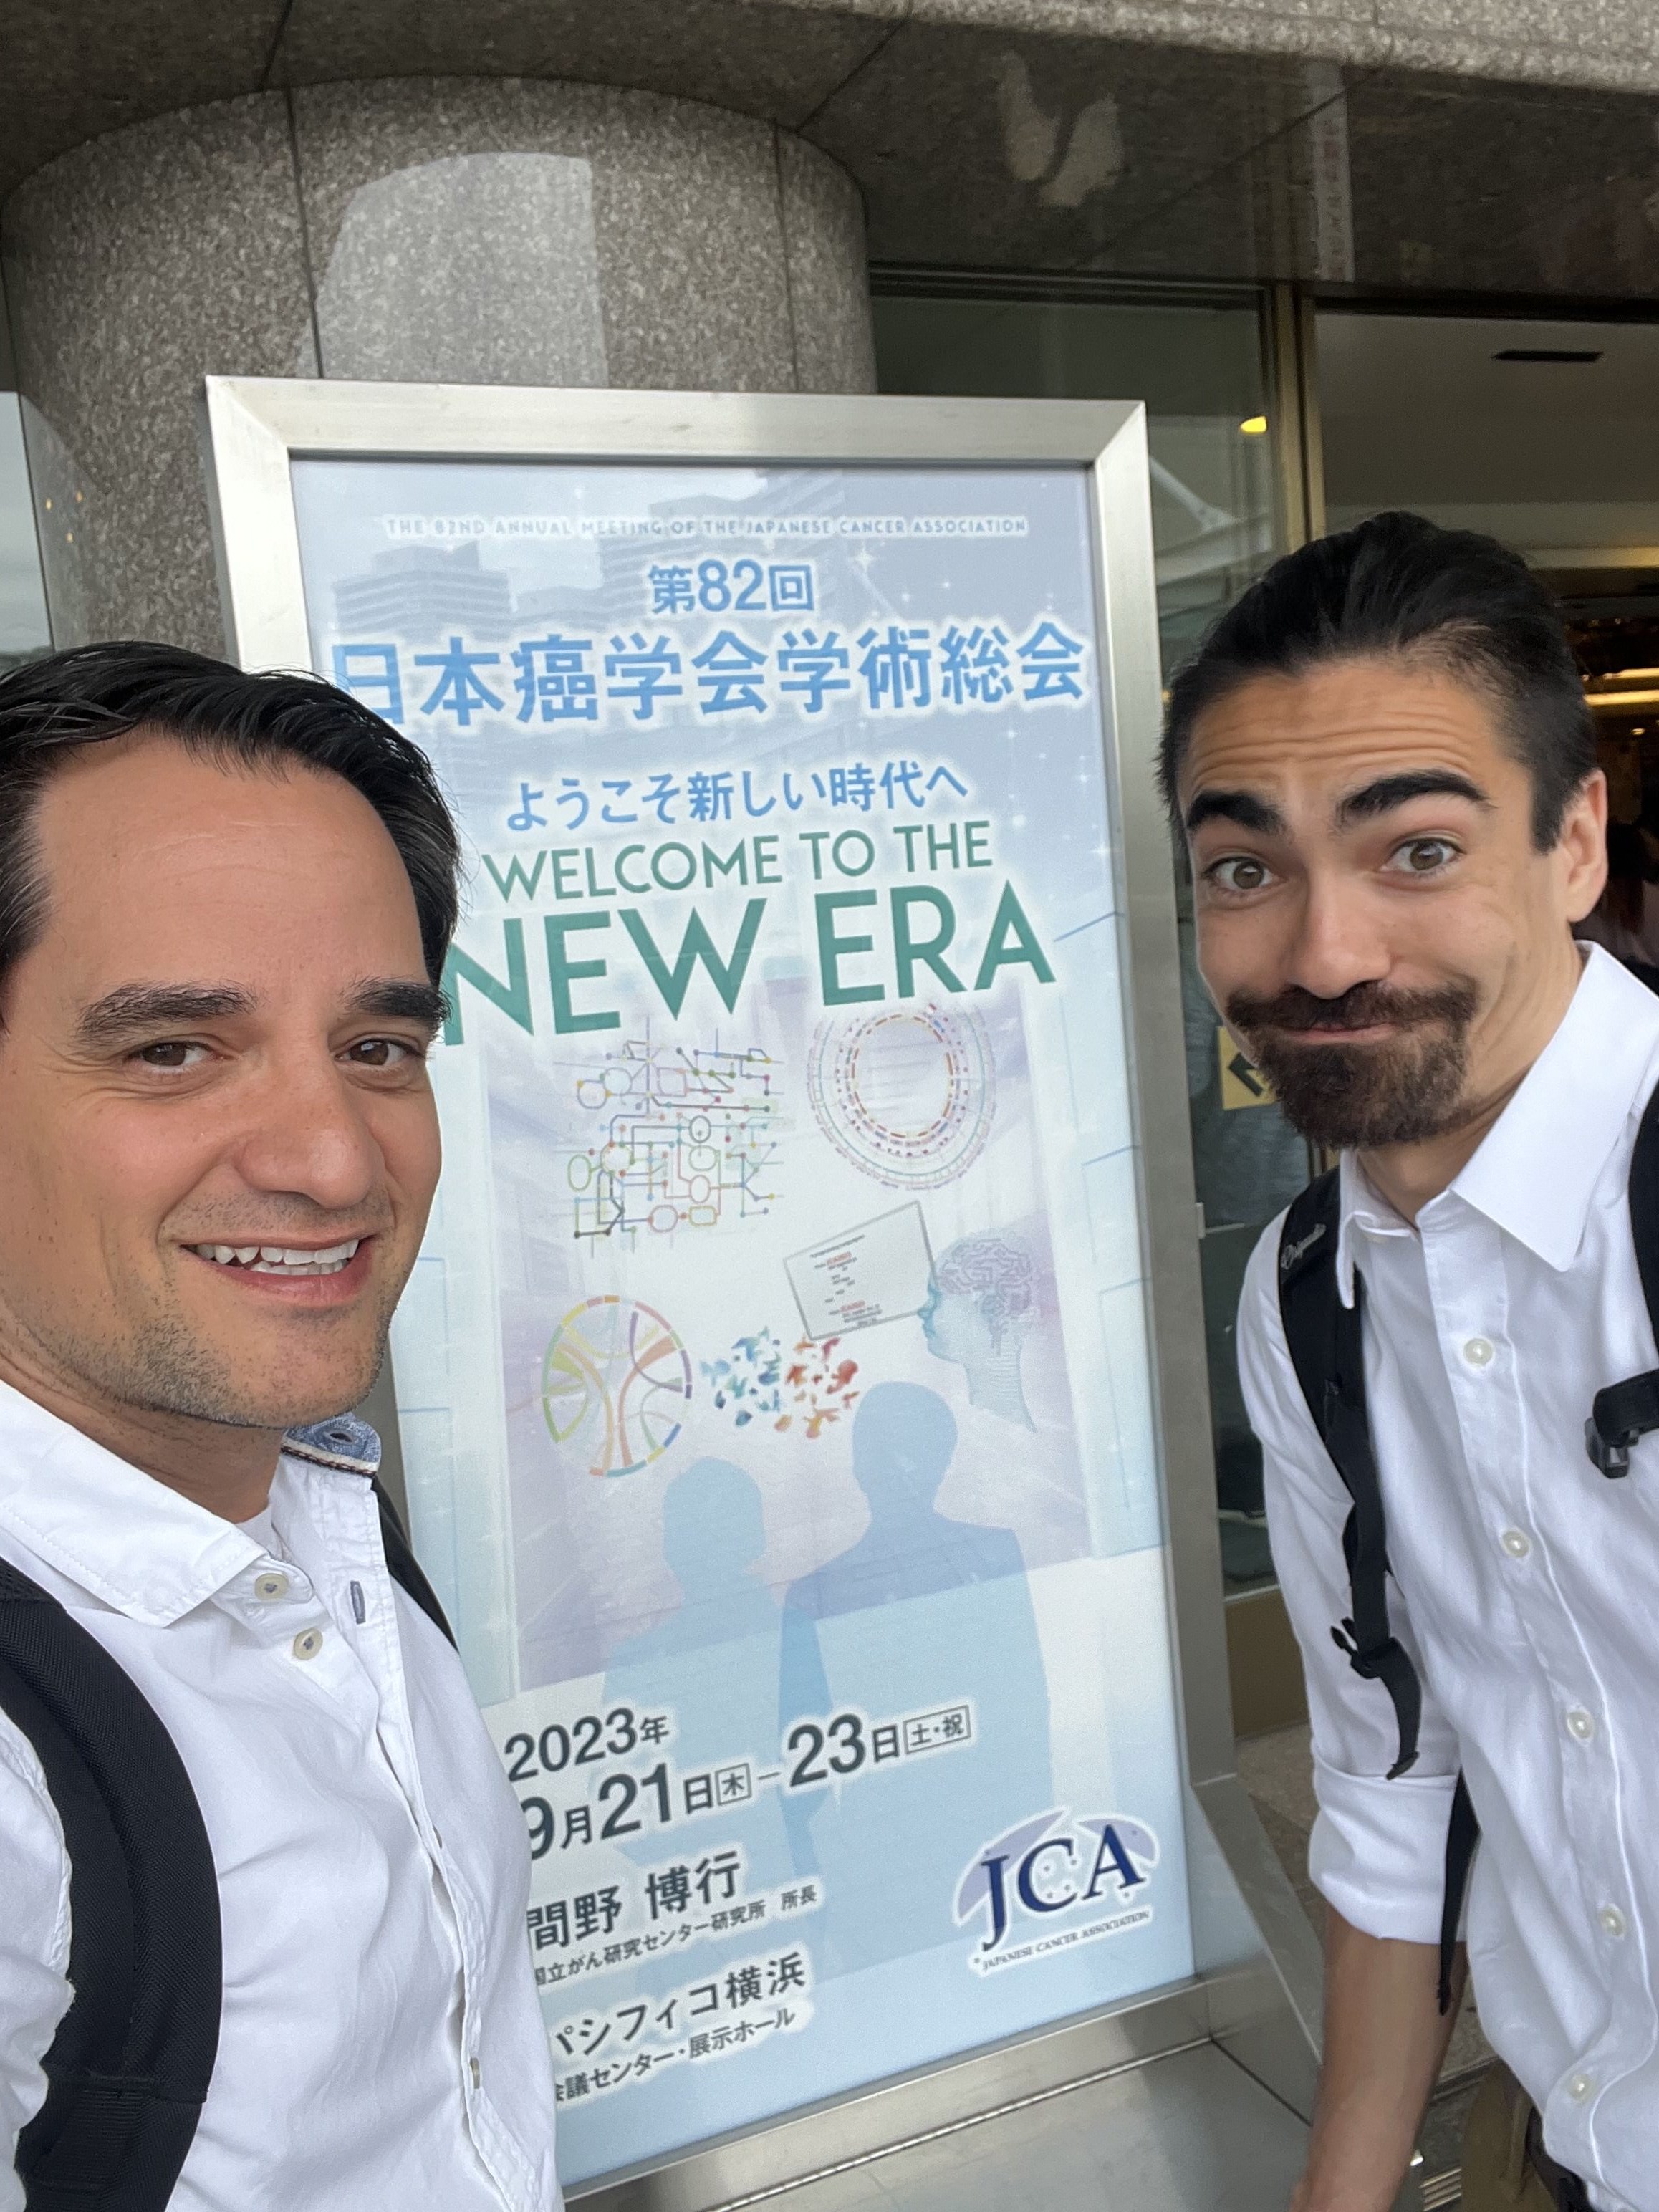 THE 82ND ANNUAL MEETING OF THE JAPANESE CANCER ASSOCIATION
第82回
日本癌学会学術総会
ようこそ新しい時代へ
WELCOME TO THE
NEW ERA
2023年
9月21日木－23日土・祝
間野 博行
国立がん研究センター研究所 所長
パシフィコ横浜
会議センター・展示ホール
JCA
JAPANESE CANCER ASSOCIATION